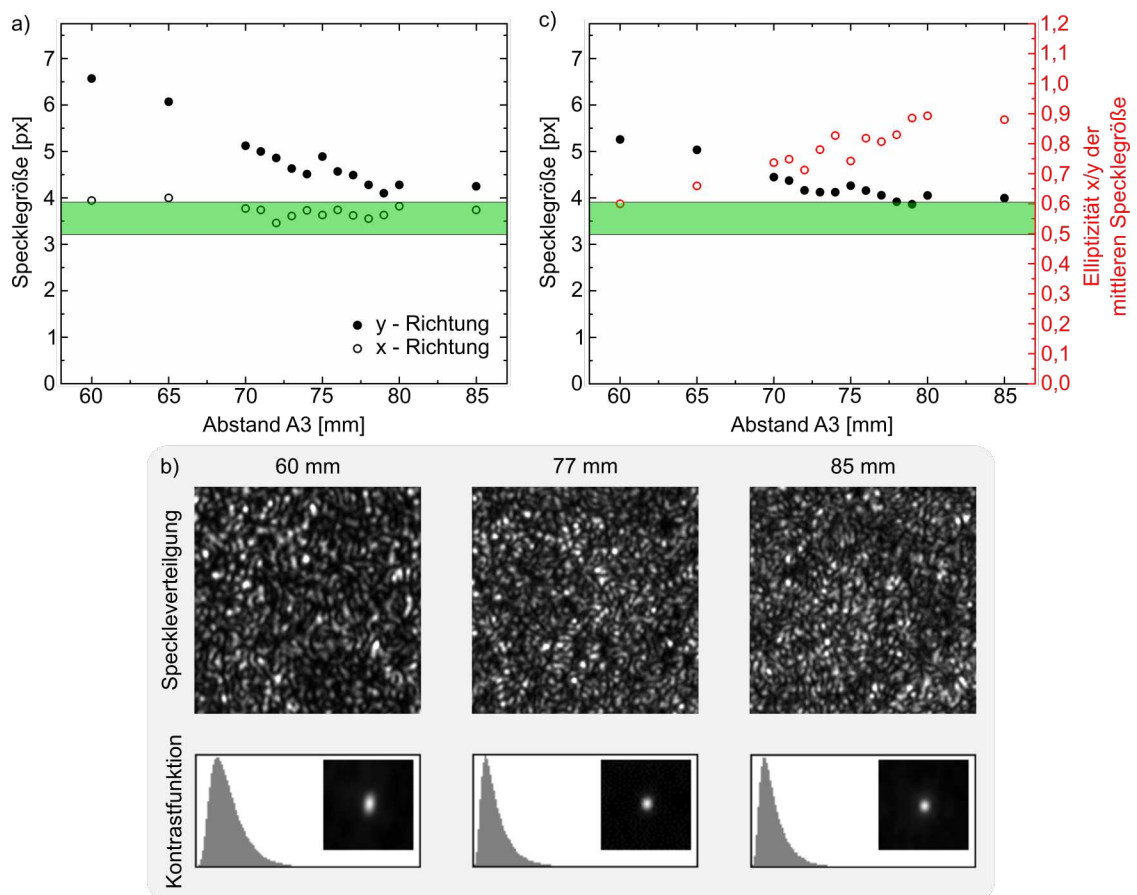 a)
7
6
5
4
3
2
1
0
Specklegröße [px]
y - Richtung
x - Richtung
60 65 70 75 80 85
Abstand A3 [mm]
c)
7
6
5
4
3
2
1
0
Specklegröße [px]
1,2
1,1
1,0
0,9
0,8
0,7
0,6
0,5
0,4
0,3
0,2
0,1
0,0
Elliptizität x/y der
mittleren Specklegröße
60 65 70 75 80 85
Abstand A3 [mm]
b)
60 mm 77 mm 85 mm
Speckleverteilgung
Kontrastfunktion